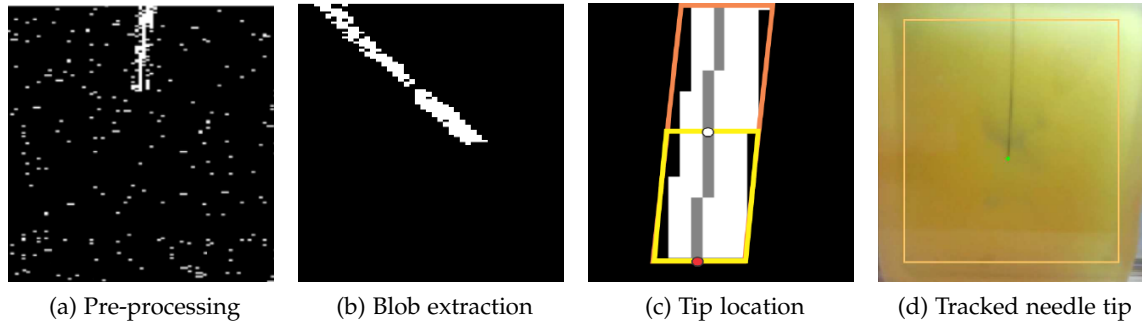 (a) Pre-processing
(b) Blob extraction
(c) Tip location
(d) Tracked needle tip